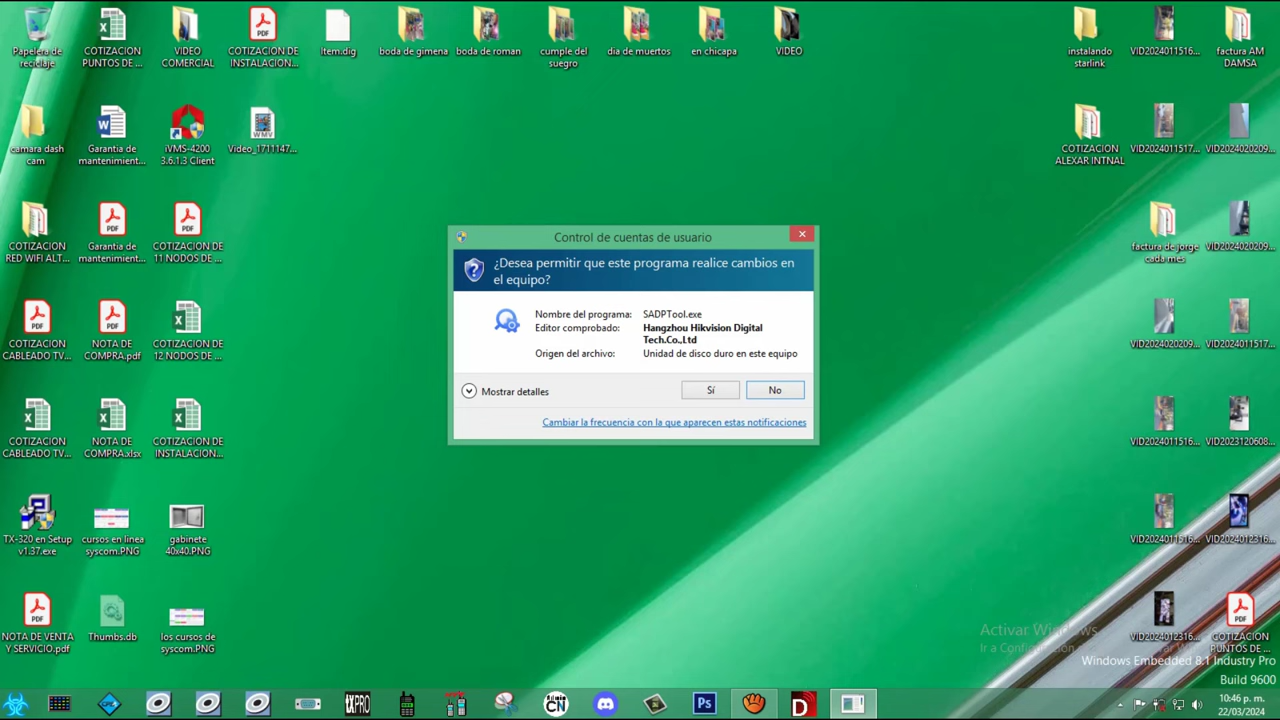 Papelera de
reciclaje
COTIZACION
PUNTOS DE ...
VIDEO
COMERCIAL
COTIZACION DE
INSTALACION...
Item.dig
boda de gimena
boda de roman
cumple del
suegro
dia de muertos
en chicapa
VIDEO
instalando
starlink
VID2024011516...
factura AM
DAMSA
camara dash
cam
Garantia de
mantenimient...
iVMS-4200
3.6.1.3 Client
Video_1711147...
COTIZACION
ALEXAR INTNAL
VID2024011517...
VID2024020209...
COTIZACION
RED WIFI ALT...
Garantia de
mantenimient...
COTIZACION DE
11 NODOS DE ...
factura de jorge
cada mes
VID2024020209...
Control de cuentas de usuario
¿Desea permitir que este programa realice cambios en
el equipo?
Nombre del programa: SADPTool.exe
Editor comprobado: Hangzhou Hikvision Digital
Tech.Co.,Ltd
Origen del archivo: Unidad de disco duro en este equipo
Mostrar detalles
Sí
No
Cambiar la frecuencia con la que aparecen estas notificaciones
COTIZACION
CABLEADO TV...
NOTA DE
COMPRA.pdf
COTIZACION DE
12 NODOS DE ...
VID2024020209...
VID2024011517...
COTIZACION
CABLEADO TV...
NOTA DE
COMPRA.xlsx
COTIZACION DE
INSTALACION...
VID2024011516...
VID2023120608...
TX-320 en Setup
v1.37.exe
cursos en linea
syscom.PNG
gabinete
40x40.PNG
VID2024011516...
VID2024012316...
NOTA DE VENTA
Y SERVICIO.pdf
Thumbs.db
los cursos de
syscom.PNG
VID2024012316...
COTIZACION
PUNTOS DE ...
Activar Windows
Ir a
Windows Embedded 8.1 Industry Pro
Build 9600
CPS
TXPRO
CN
Ps
D
10:46 p. m.
22/03/2024